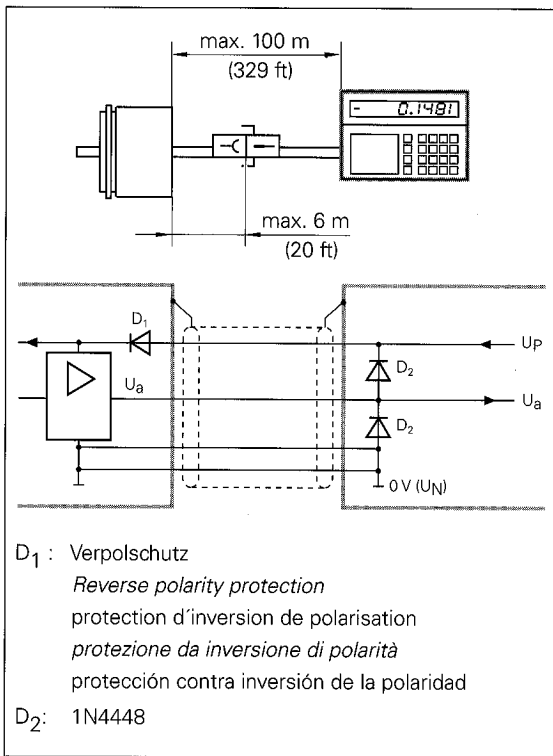 max. 100 m
(329 ft)
- 0.1481
max. 6 m
(20 ft)
D₁
D₂
D₂
Uₐ
U_P
Uₐ
0 V (U_N)
D₁ : Verpolschutz
Reverse polarity protection
protection d´inversion de polarisation
protezione da inversione di polarità
protección contra inversión de la polaridad
D₂: 1N4448